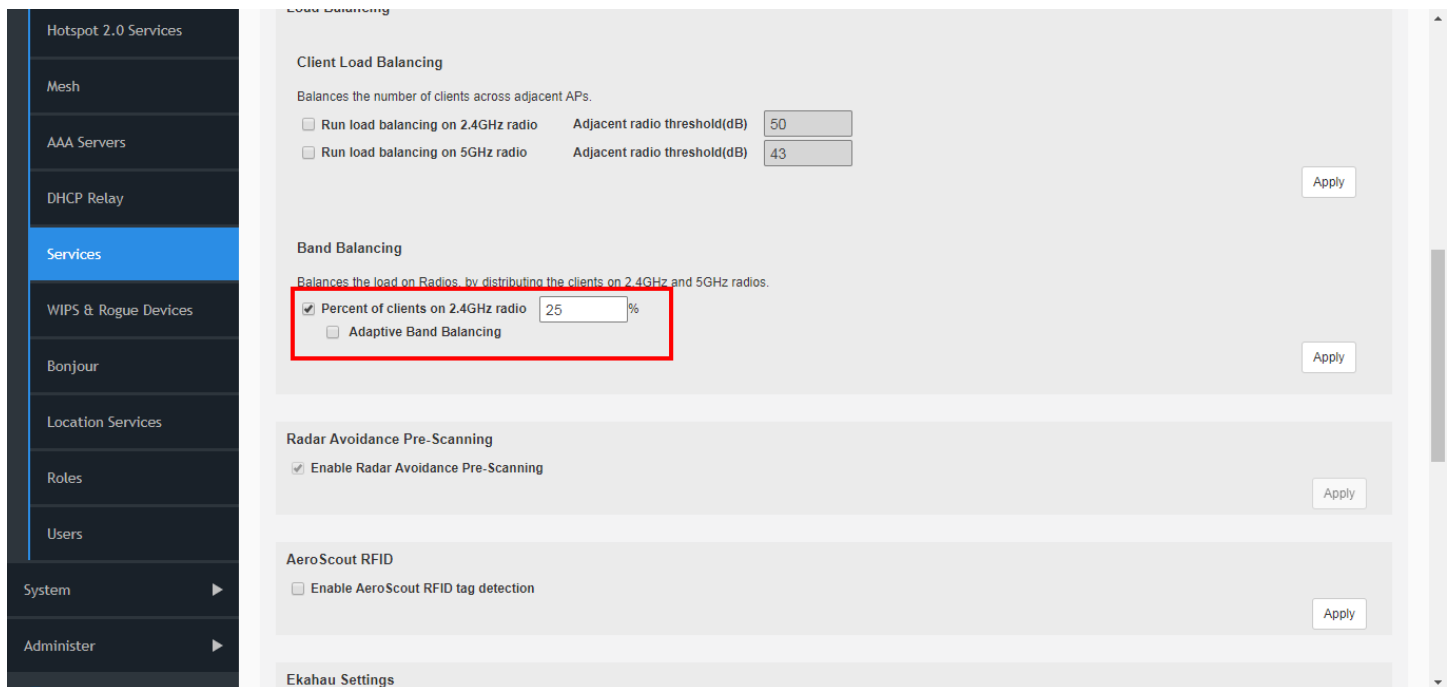 Hotspot 2.0 Services
Mesh
AAA Servers
DHCP Relay
Services
WIPS & Rogue Devices
Bonjour
Location Services
Roles
Users
System
Administer
Load Balancing
Client Load Balancing
Balances the number of clients across adjacent APs.
Run load balancing on 2.4GHz radio Adjacent radio threshold(dB) 50
Run load balancing on 5GHz radio Adjacent radio threshold(dB) 43
Apply
Band Balancing
Balances the load on Radios, by distributing the clients on 2.4GHz and 5GHz radios.
Percent of clients on 2.4GHz radio 25 %
Adaptive Band Balancing
Apply
Radar Avoidance Pre-Scanning
Enable Radar Avoidance Pre-Scanning
Apply
AeroScout RFID
Enable AeroScout RFID tag detection
Apply
Ekahau Settings